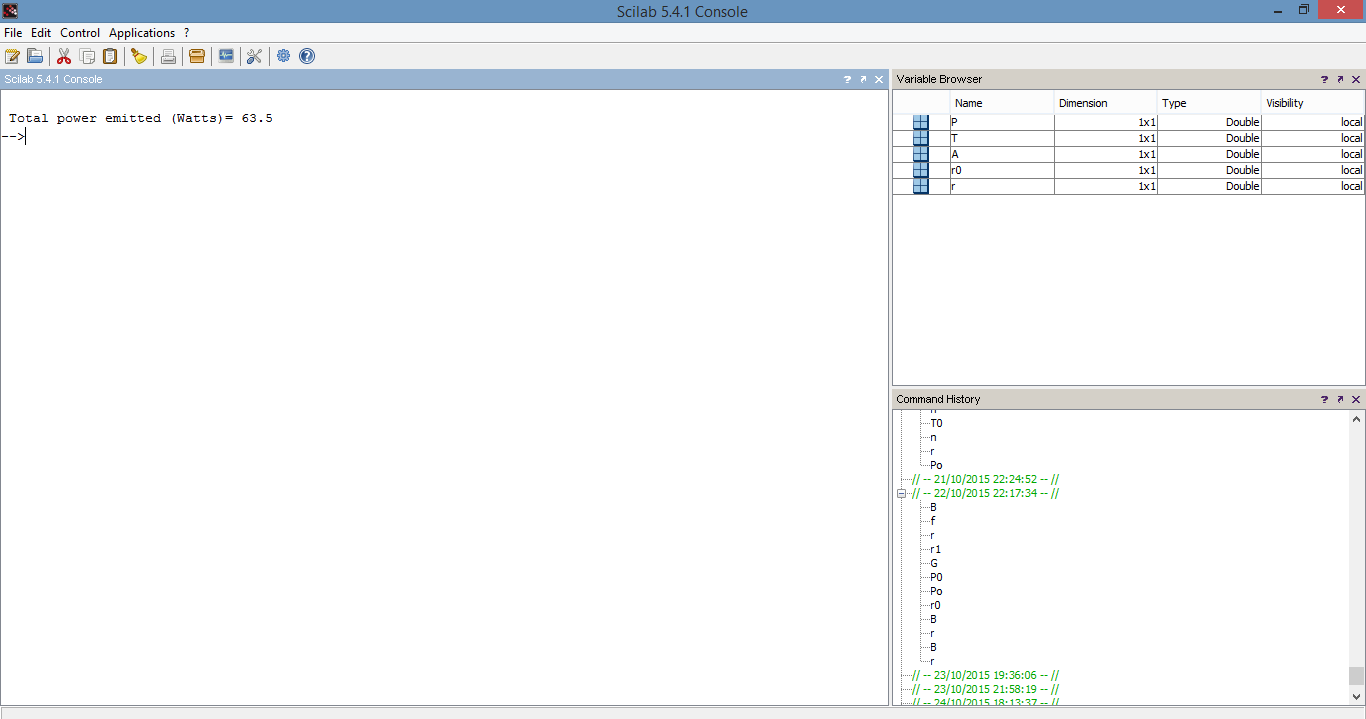 Scilab 5.4.1 Console
File Edit Control Applications ?
Scilab 5.4.1 Console
Total power emitted (Watts)= 63.5
-->
Variable Browser
Name Dimension Type Visibility
P 1x1 Double local
T 1x1 Double local
A 1x1 Double local
r0 1x1 Double local
r 1x1 Double local
Command History
T0
n
r
Po
// -- 21/10/2015 22:24:52 -- //
// -- 22/10/2015 22:17:34 -- //
B
f
r
r1
G
P0
Po
r0
B
r
B
r
// -- 23/10/2015 19:36:06 -- //
// -- 23/10/2015 21:58:19 -- //
// -- 24/10/2015 18:13:37 -- //